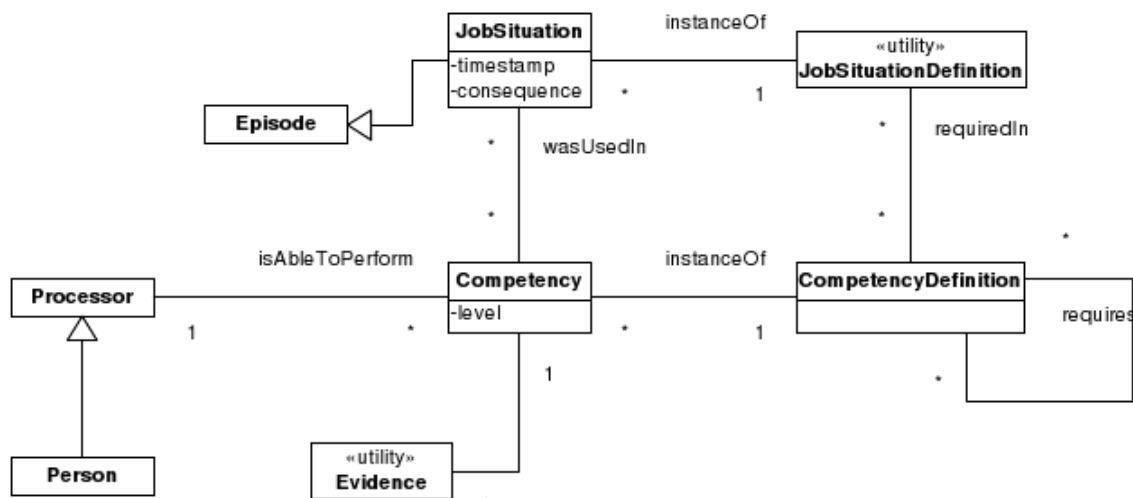 JobSituation
-timestamp
-consequence
instanceOf
*
1
«utility»
JobSituationDefinition
Episode
*
wasUsedIn
*
*
requiredIn
*
isAbleToPerform
Competency
-level
instanceOf
*
1
CompetencyDefinition
*
requires
*
Processor
1
*
1
Person
«utility»
Evidence